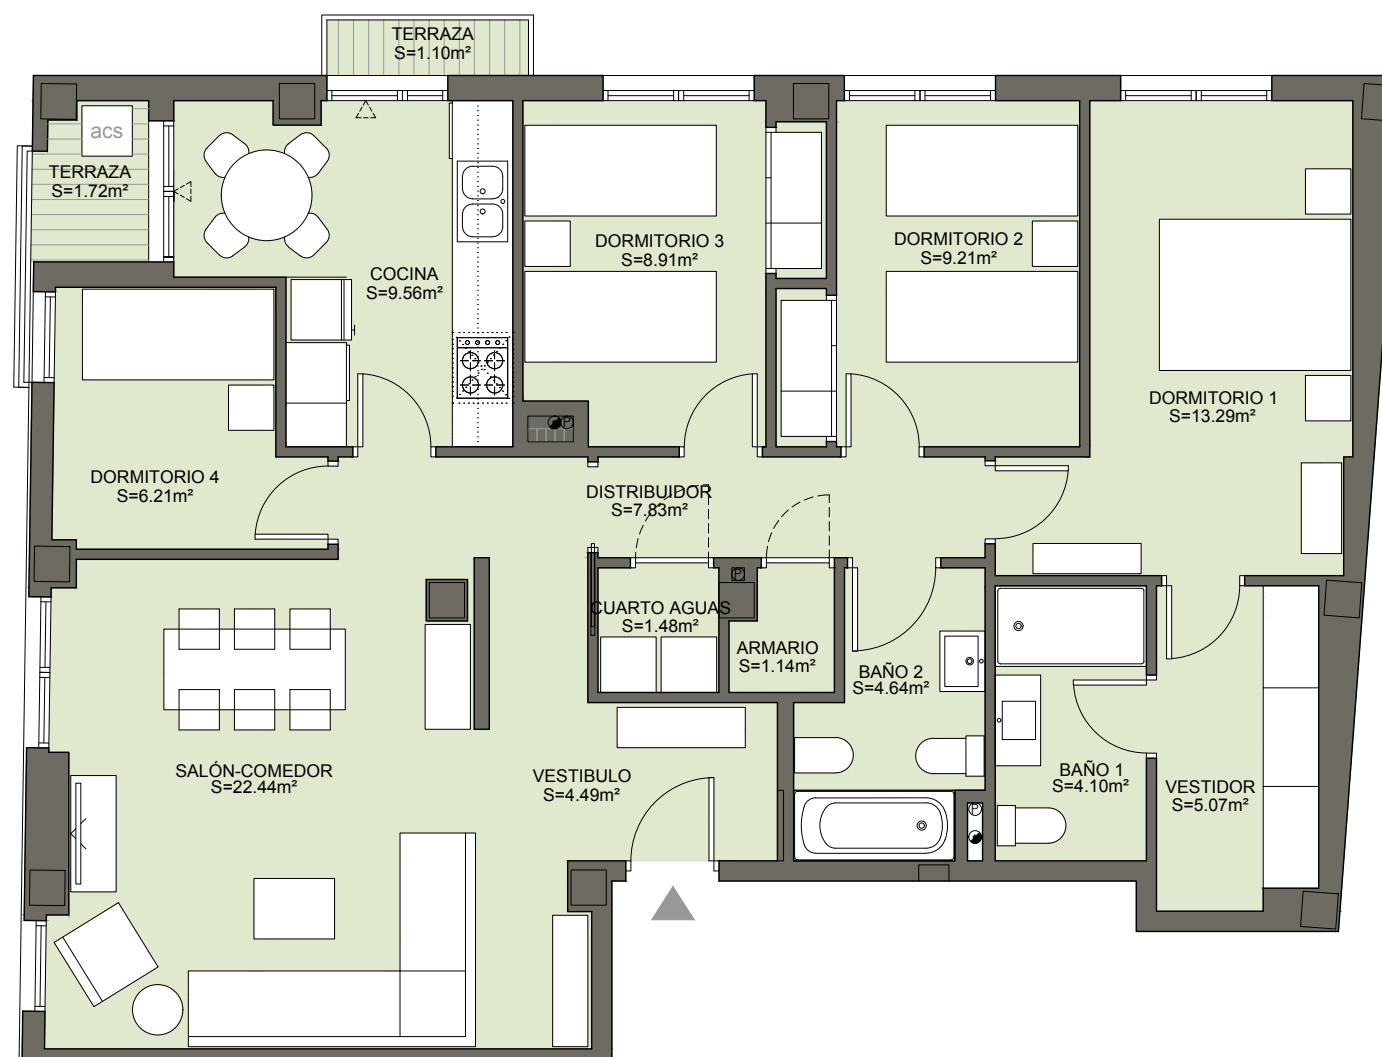 TERRAZA
S=1.10m²
acs
TERRAZA
S=1.72m²
COCINA
S=9.56m²
DORMITORIO 3
S=8.91m²
DORMITORIO 2
S=9.21m²
DORMITORIO 1
S=13.29m²
P
DORMITORIO 4
S=6.21m²
DISTRIBUIDOR
S=7.83m²
P
CUARTO AGUAS
S=1.48m²
ARMARIO
S=1.14m²
BAÑO 2
S=4.64m²
SALÓN-COMEDOR
S=22.44m²
VESTIBULO
S=4.49m²
BAÑO 1
S=4.10m²
VESTIDOR
S=5.07m²
P